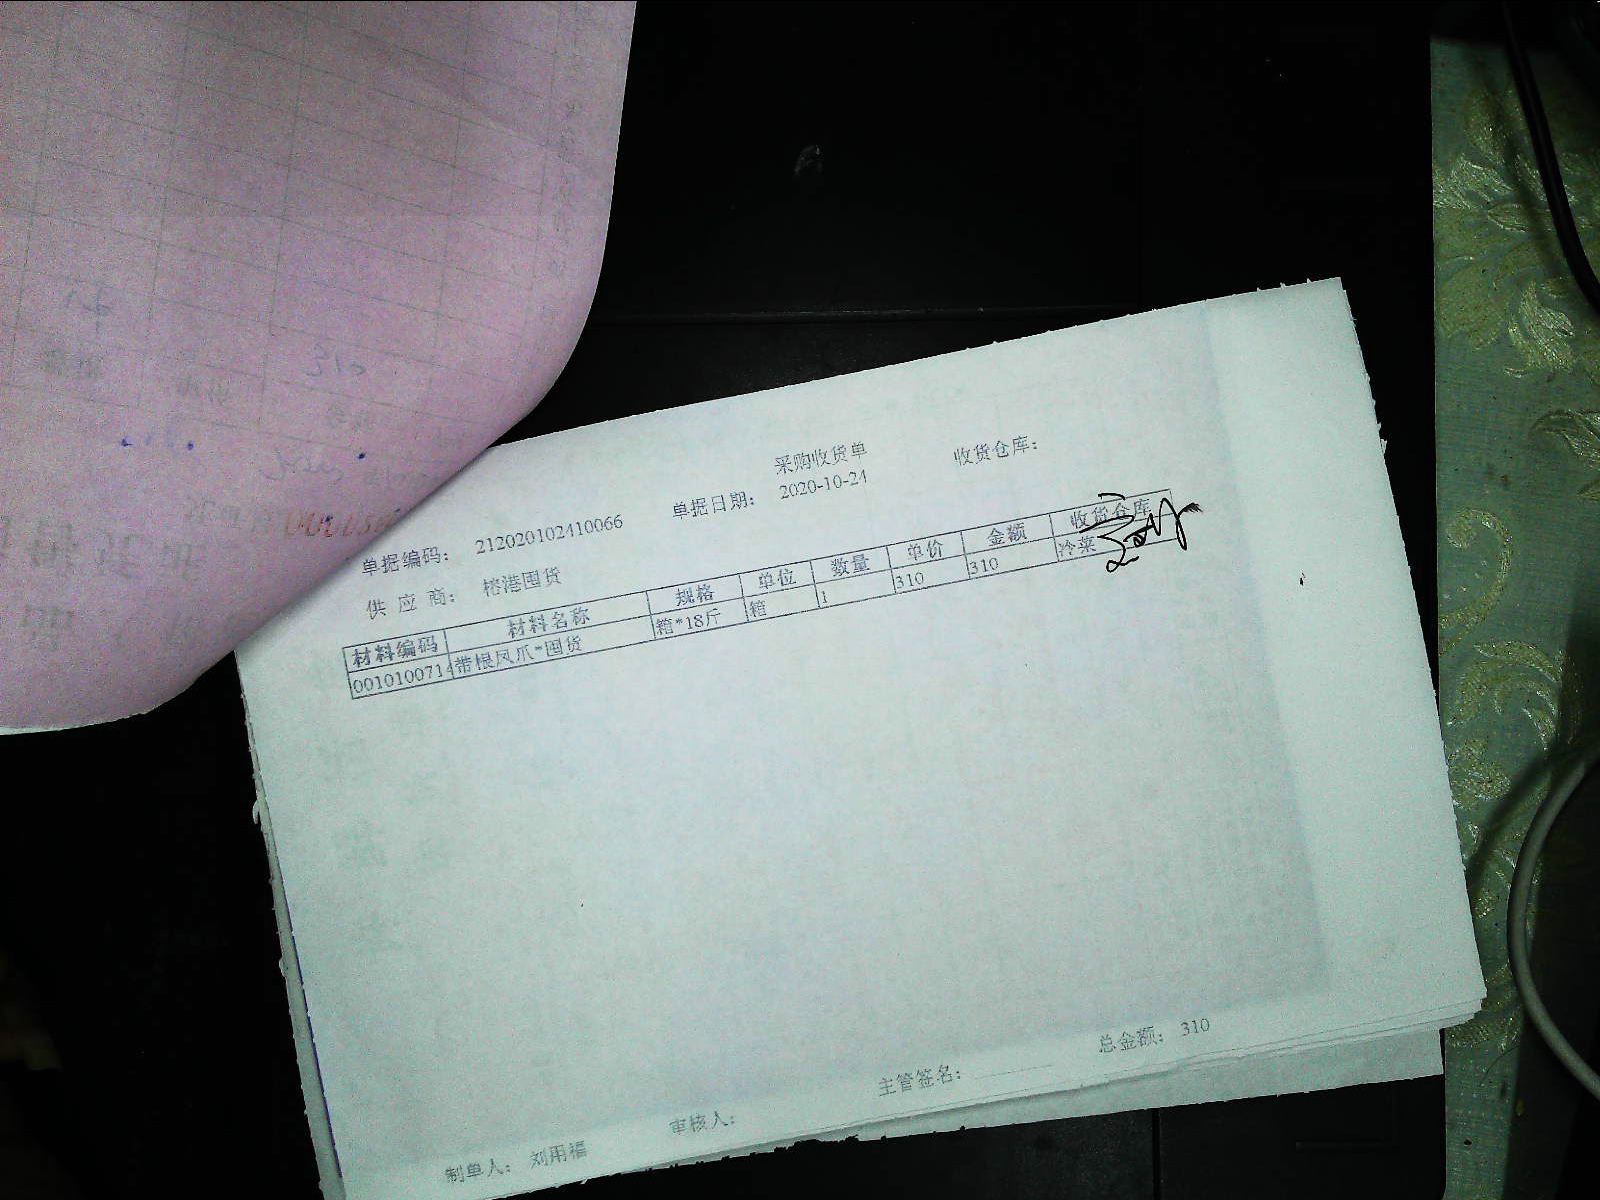 采购收货单
单据编码： 212020102410066 单据日期： 2020-10-24 收货仓库：
供 应 商： 榕港囤货
材料编码 材料名称 规格 单位 数量 单价 金额 收货仓库
0010100714 带根凤爪*囤货 箱*18斤 箱 1 310 310 冷菜
总金额： 310
制单人： 刘用福 审核人： 主管签名：
310